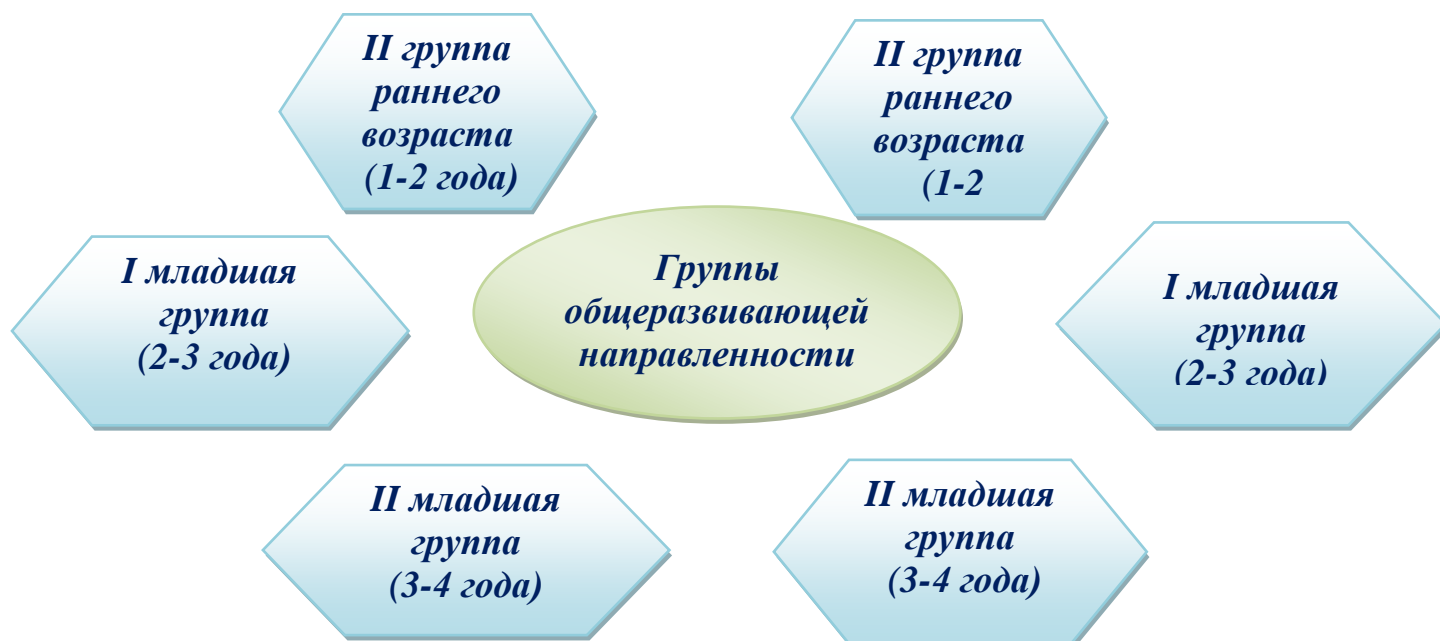 II группа
раннего
возраста
(1-2 года)
II группа
раннего
возраста
(1-2
Группы
общеразвивающей
направленности
I младшая
группа
(2-3 года)
I младшая
группа
(2-3 года)
II младшая
группа
(3-4 года)
II младшая
группа
(3-4 года)